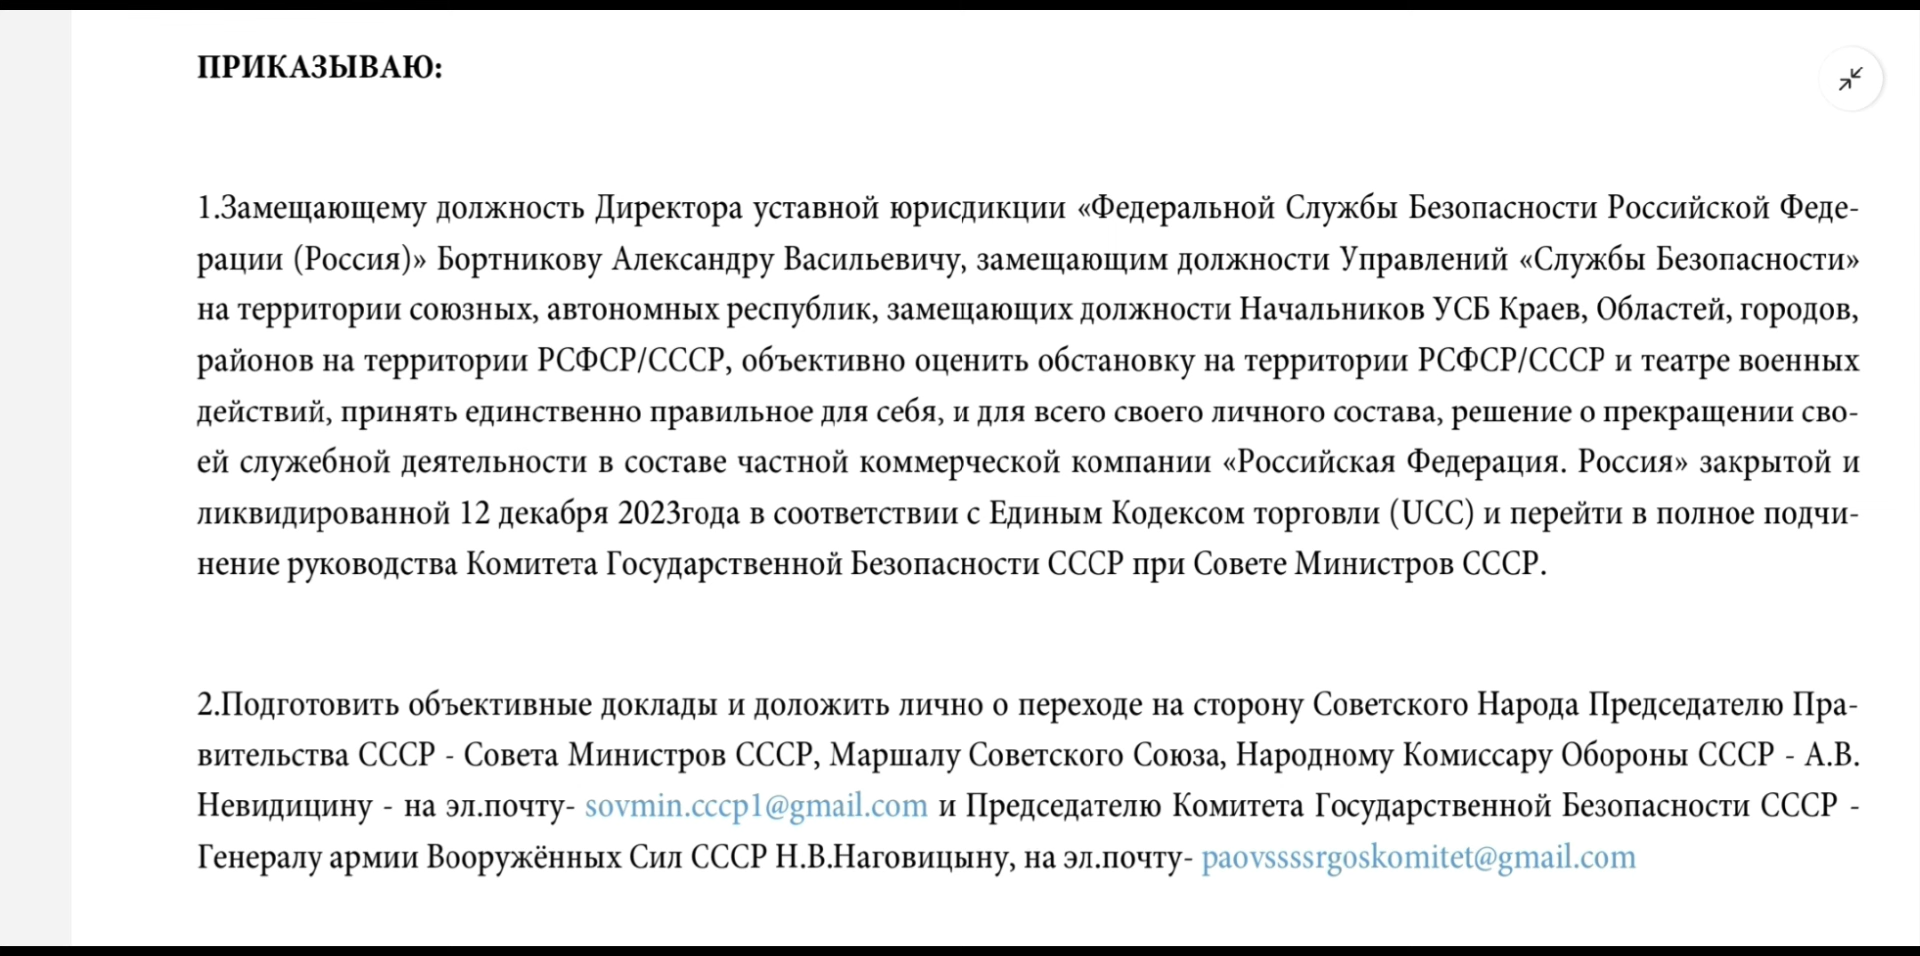 ПРИКАЗЫВАЮ:
1.Замещающему должность Директора уставной юрисдикции «Федеральной Службы Безопасности Российской Феде-
рации (Россия)» Бортникову Александру Васильевичу, замещающим должности Управлений «Службы Безопасности»
на территории союзных, автономных республик, замещающих должности Начальников УСБ Краев, Областей, городов,
районов на территории РСФСР/СССР, объективно оценить обстановку на территории РСФСР/СССР и театре военных
действий, принять единственно правильное для себя, и для всего своего личного состава, решение о прекращении сво-
ей служебной деятельности в составе частной коммерческой компании «Российская Федерация. Россия» закрытой и
ликвидированной 12 декабря 2023года в соответствии с Единым Кодексом торговли (UCC) и перейти в полное подчи-
нение руководства Комитета Государственной Безопасности СССР при Совете Министров СССР.
2.Подготовить объективные доклады и доложить лично о переходе на сторону Советского Народа Председателю Пра-
вительства СССР - Совета Министров СССР, Маршалу Советского Союза, Народному Комиссару Обороны СССР - А.В.
Невидицину - на эл.почту- sovmin.cccp1@gmail.com и Председателю Комитета Государственной Безопасности СССР -
Генералу армии Вооружённых Сил СССР Н.В.Наговицыну, на эл.почту- paovssssrgoskomitet@gmail.com